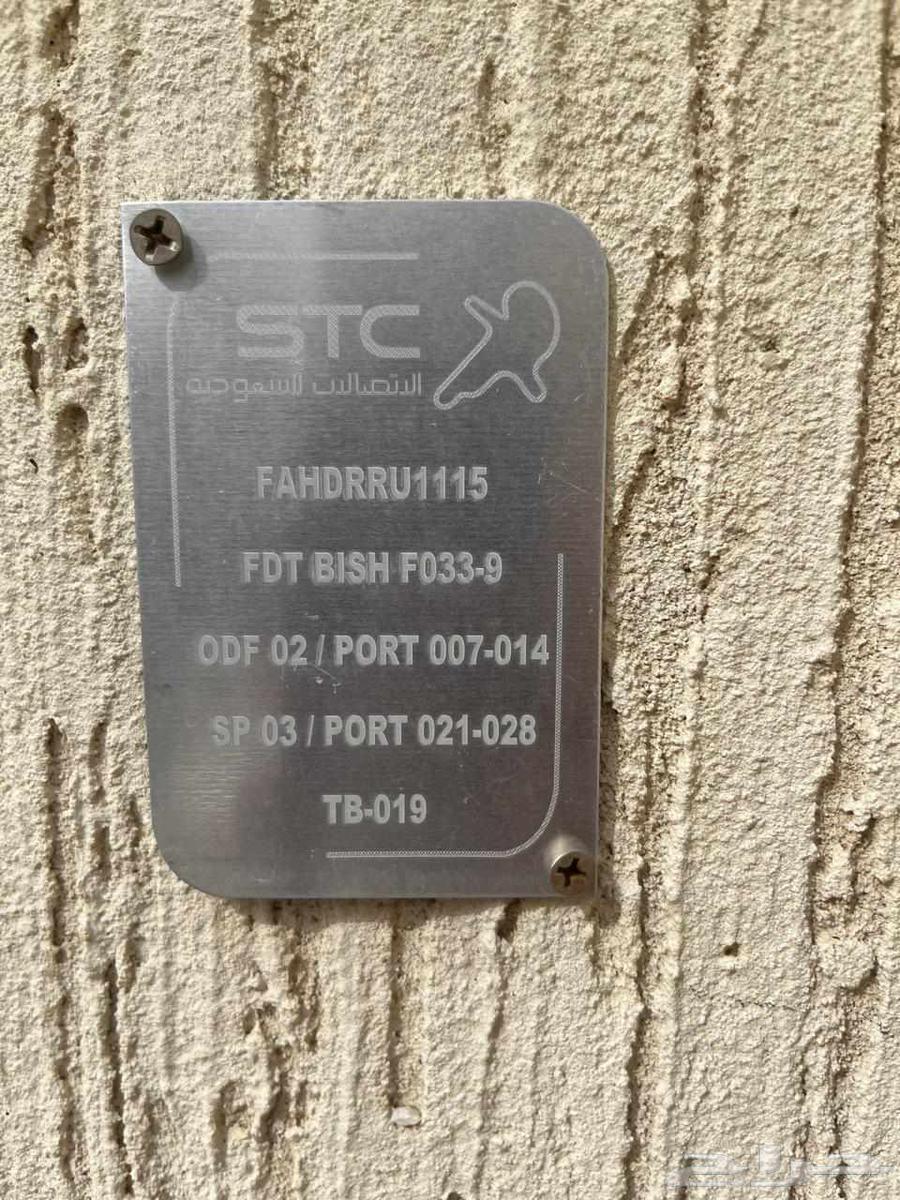 STC
الاتصالات السعودية
FAHDRRU1115
FDT BISH F033-9
ODF 02 / PORT 007-014
SP 03 / PORT 021-028
TB-019
حراج